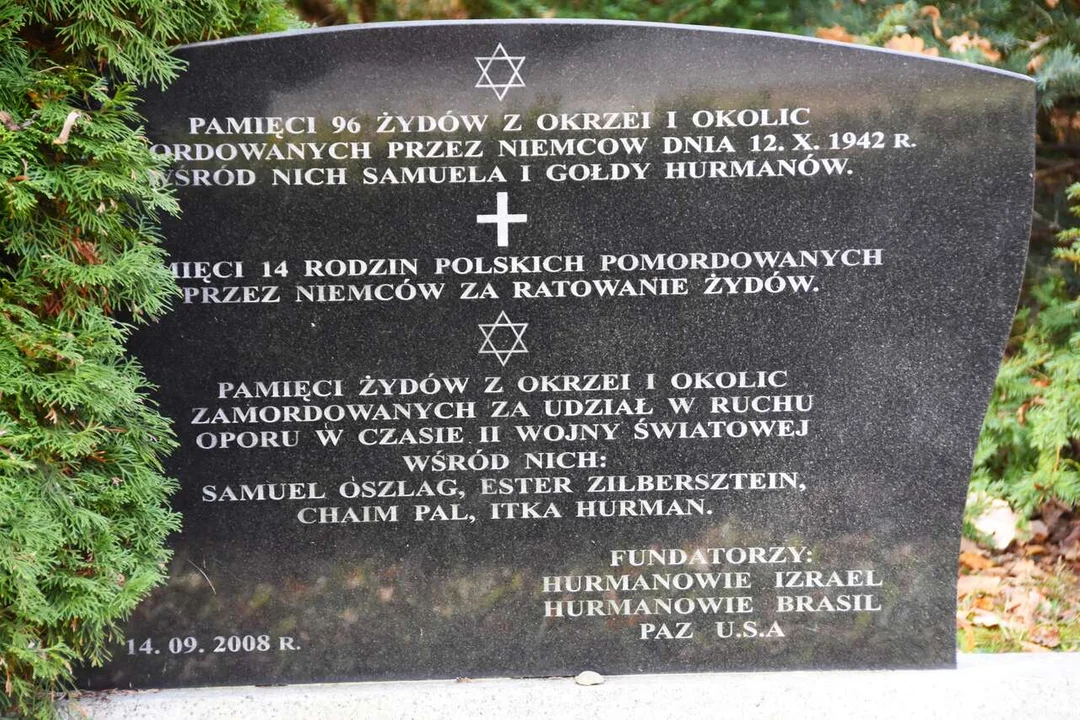 PAMIĘCI 96 ŻYDÓW Z OKRZEI I OKOLIC
ORDOWANYCH PRZEZ NIEMCOW DNIA 12. X. 1942 R.
WŚRÓD NICH SAMUELA I GOŁDY HURMANÓW.
MIĘCI 14 RODZIN POLSKICH POMORDOWANYCH
PRZEZ NIEMCÓW ZA RATOWANIE ŻYDÓW.
PAMIĘCI ŻYDÓW Z OKRZEI I OKOLIC
ZAMORDOWANYCH ZA UDZIAŁ W RUCHU
OPORU W CZASIE II WOJNY ŚWIATOWEJ
WŚRÓD NICH:
SAMUEL OSZLAG, ESTER ZILBERSZTEIN,
CHAIM PAL, ITKA HURMAN.
FUNDATORZY:
HURMANOWIE IZRAEL
HURMANOWIE BRASIL
PAZ U.S.A
14. 09. 2008 R.